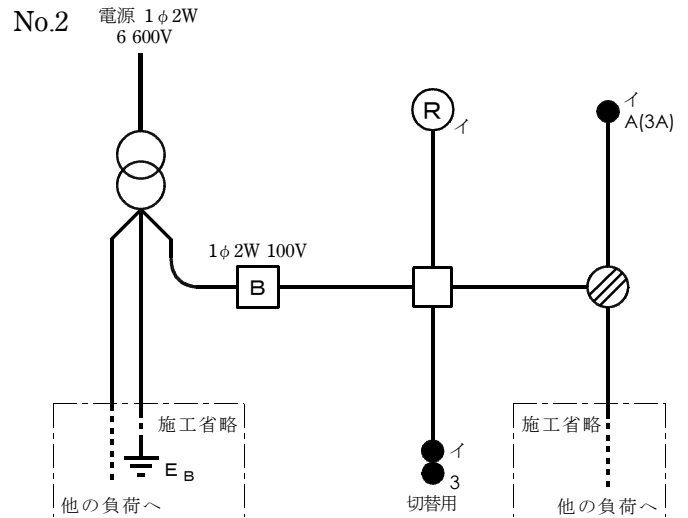 No.2
電源 1φ2W
6 600V
R
イ
イ
A(3A)
1φ2W 100V
B
施工省略
E B
他の負荷へ
イ
3
切替用
施工省略
他の負荷へ